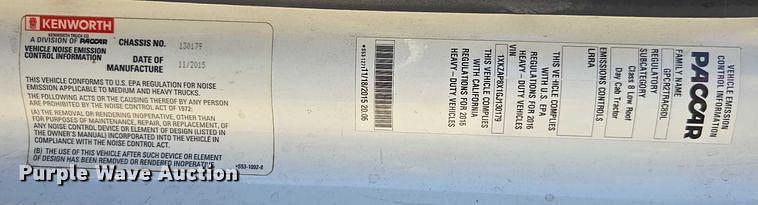 KENWORTH
KENWORTH TRUCK CO.
A DIVISION OF PACCAR
VEHICLE NOISE EMISSION
CONTROL INFORMATION
CHASSIS NO.
130179
DATE OF
MANUFACTURE
11/2015
THIS VEHICLE CONFORMS TO U.S. EPA REGULATION FOR NOISE
EMISSION APPLICABLE TO MEDIUM AND HEAVY TRUCKS.
THE FOLLOWING ACTS OR THE CAUSING THEREOF BY ANY PERSON
ARE PROHIBITED BY THE NOISE CONTROL ACT OF 1972:
(A) THE REMOVAL OR RENDERING INOPERATIVE, OTHER THAN
FOR PURPOSES OF MAINTENANCE, REPAIR, OR REPLACEMENT, OF
ANY NOISE CONTROL DEVICE OR ELEMENT OF DESIGN (LISTED IN
THE OWNER'S MANUAL) INCORPORATED INTO THE VEHICLE IN
COMPLIANCE WITH THE NOISE CONTROL ACT.
(B) THE USE OF THIS VEHICLE AFTER SUCH DEVICE OR ELEMENT
OF DESIGN HAS BEEN REMOVED OR RENDERED INOPERATIVE.
PACCAR
VEHICLE EMISSION
CONTROL INFORMATION
FAMILY NAME
REGULATORY
SUBCATEGORY
Class 8 Low Roof
Day Cab Tractor
EMISSIONS CONTROLS
LRRA
THIS VEHICLE COMPLIES
WITH U.S. EPA
REGULATIONS FOR 2016
HEAVY-DUTY VEHICLES
VIN
THIS VEHICLE COMPLIES
WITH CALIFORNIA
REGULATIONS FOR 2016
HEAVY-DUTY VEHICLES
11/18/2015 20:06
Purple Wave Auction